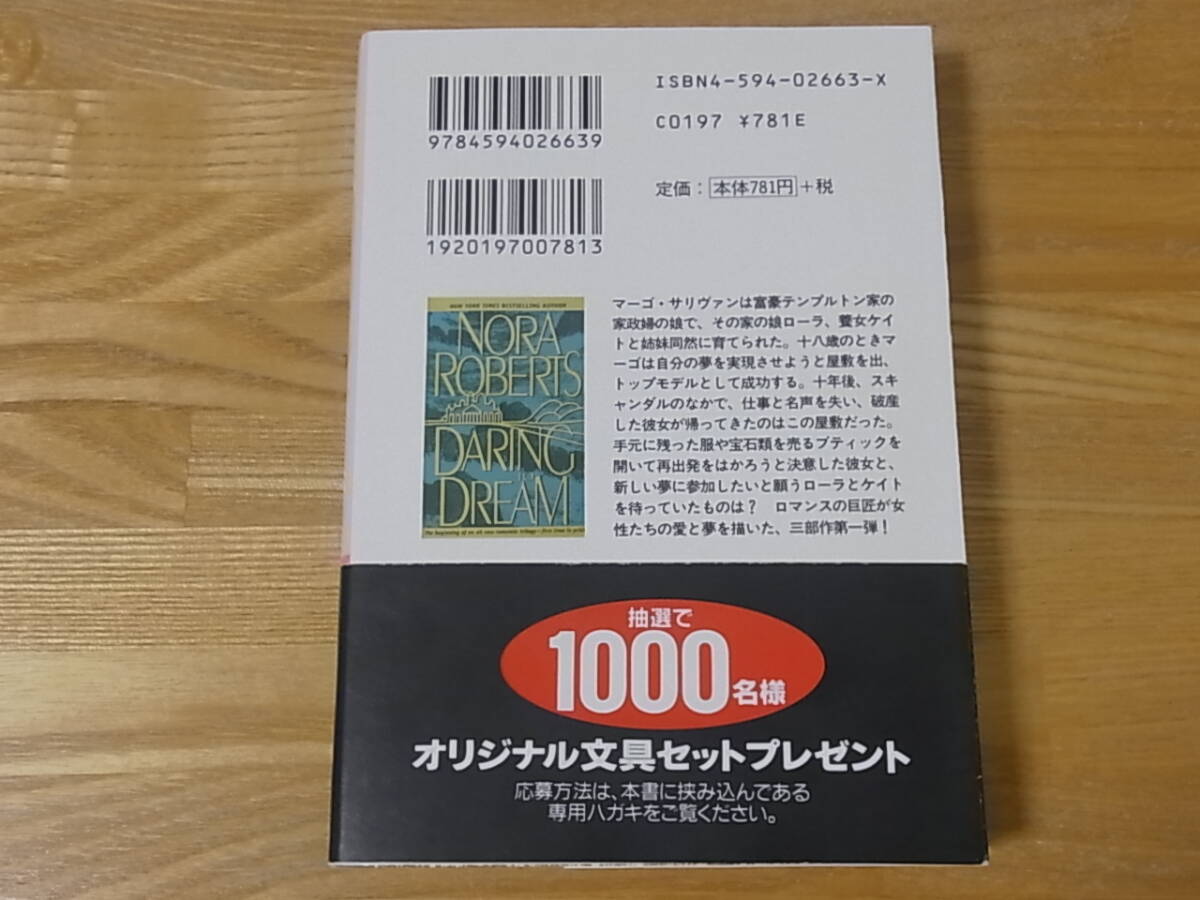 ISBN4-594-02663-X
C0197 ¥781E
9784594026639
定価：本体781円+税
1920197007813
NEW YORK TIMES BESTSELLING AUTHOR
NORA
ROBERTS
DARING
DREAM
The beginning of an all-new romantic trilogy—first time in print
マーゴ・サリヴァンは富豪テンプルトン家の
家政婦の娘で、その家の娘ローラ、養女ケイ
トと姉妹同然に育てられた。十八歳のときマ
ーゴは自分の夢を実現させようと屋敷を出、
トップモデルとして成功する。十年後、スキ
ャンダルのなかで、仕事と名声を失い、破産
した彼女が帰ってきたのはこの屋敷だった。
手元に残った服や宝石類を売るブティックを
開いて再出発をはかろうと決意した彼女と、
新しい夢に参加したいと願うローラとケイト
を待っていたものは？　ロマンスの巨匠が女
性たちの愛と夢を描いた、三部作第一弾！
抽選で
1000名様
オリジナル文具セットプレゼント
応募方法は、本書に挟み込んである
専用ハガキをご覧ください。